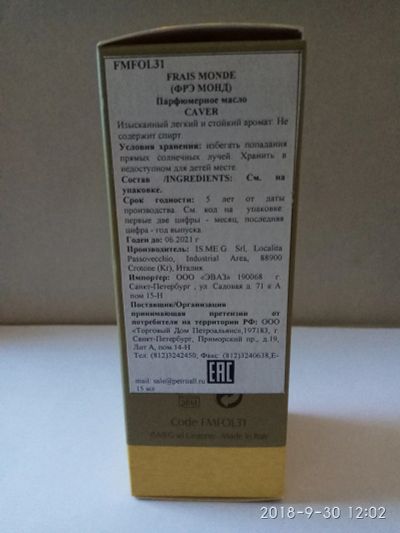 FMFOL31
FRAIS MONDE
(ФРЭ МОНД)
Парфюмерное масло
CAVER
Изысканный легкий и стойкий аромат. Не
содержит спирт.
Условия хранения: избегать попадания
прямых солнечных лучей. Хранить в
недоступном для детей месте.
Состав /INGREDIENTS: См. на
упаковке.
Срок годности: 5 лет от даты
производства. См. код на упаковке:
первые две цифры - месяц, последняя
цифра - год выпуска.
Годен до: 06.2021 г
Производитель: IS.ME.G Srl, Localita
Passovecchio, Industrial Area, 88900
Crotone (Kr), Италия
Импортер: ООО «ЭВАЗ» 190068 г.
Санкт-Петербург, ул Садовая д. 71 к А
пом 15-Н
Поставщик/Организация
принимающая претензии от
потребителя на территории РФ: ООО
«Торговый Дом Петроальянс»,197183, г.
Санкт-Петербург, Приморский пр., д.19,
Лит А, пом 14-Н
Тел: (812)3242450, Факс: (812)3240638,E-
mail: sale@petroall.ru
EAC
15 мл
36M
Code FMFOL31
Made in Italy
2018-9-30 12:02